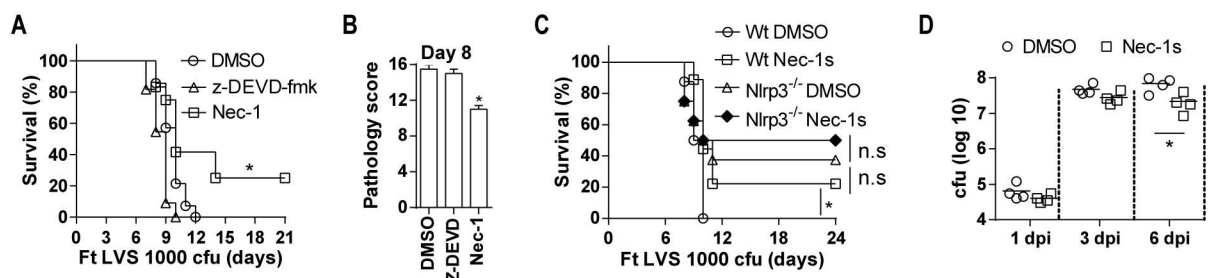 A
Survival (%)
100
80
60
40
20
0
DMSO
z-DEVD-fmk
Nec-1
*
0 3 6 9 12 15 18 21
Ft LVS 1000 cfu (days)
B
Day 8
Pathology score
16
12
8
4
0
*
DMSO
Z-DEVD
Nec-1
C
Survival (%)
100
80
60
40
20
0
Wt DMSO
Wt Nec-1s
Nlrp3-/- DMSO
Nlrp3-/- Nec-1s
n.s
n.s
*
0 4 8 12 16 20 24
Ft LVS 1000 cfu (days)
D
DMSO Nec-1s
cfu (log 10)
8
7
6
5
4
*
1 dpi 3 dpi 6 dpi